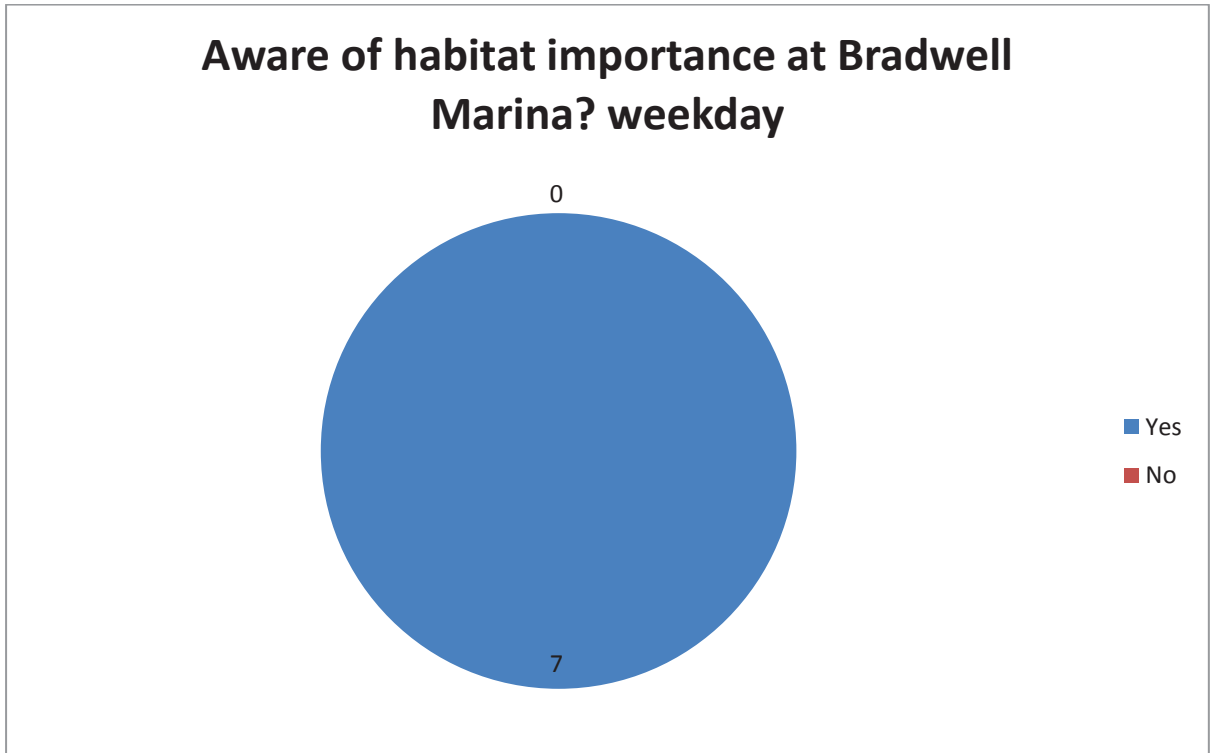 Aware of habitat importance at Bradwell
Marina? weekday
0
7
Yes
No